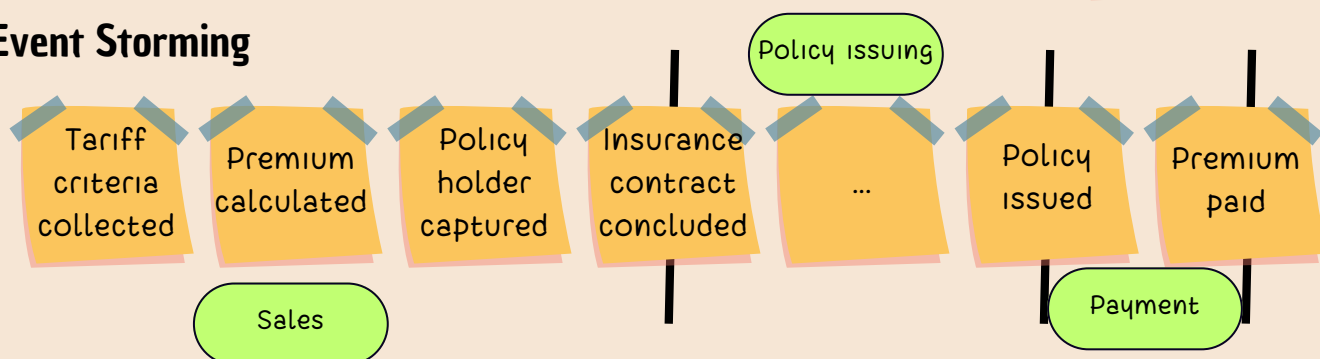 Event Storming
Policy issuing
Tariff
criteria
collected
Premium
calculated
Policy
holder
captured
Insurance
contract
concluded
...
Policy
issued
Premium
paid
Sales
Payment